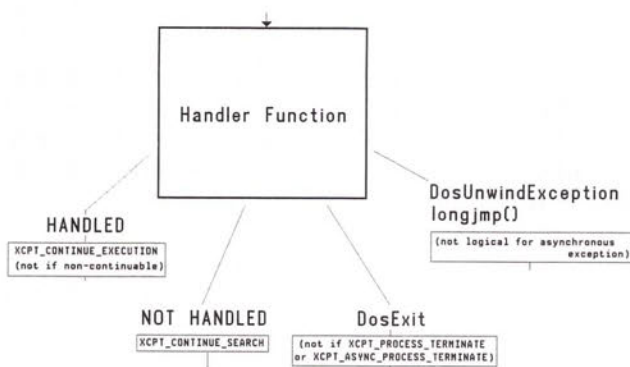 Handler Function
DosUnwindException
longjmp()
(not logical for asynchronous
exception)
HANDLED
XCPT_CONTINUE_EXECUTION
(not if non-continuable)
NOT HANDLED
XCPT_CONTINUE_SEARCH
DosExit
(not if XCPT_PROCESS_TERMINATE
or XCPT_ASYNC_PROCESS_TERMINATE)